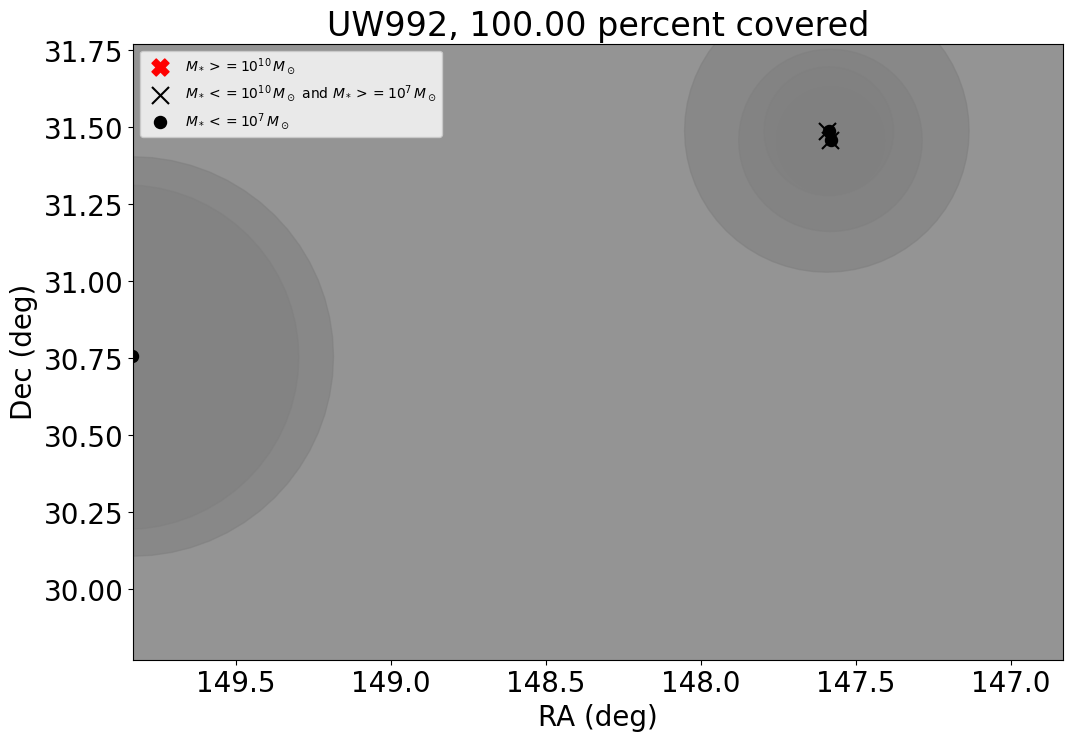 UW992, 100.00 percent covered
M* >= 10^10 M⊙
M* <= 10^10 M⊙ and M* >= 10^7 M⊙
M* <= 10^7 M⊙
31.75
31.50
31.25
31.00
30.75
30.50
30.25
30.00
Dec (deg)
149.5 149.0 148.5 148.0 147.5 147.0
RA (deg)